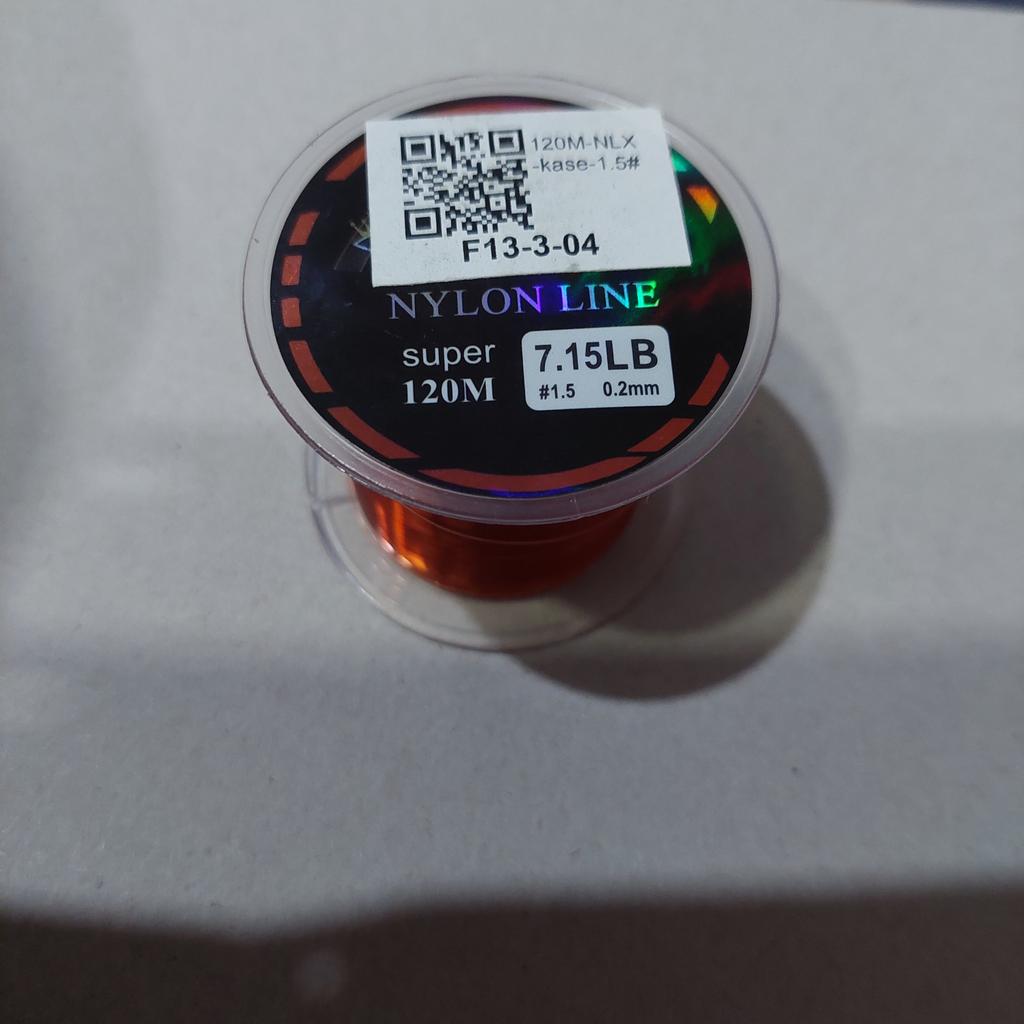 120M-NLX
-kase-1.5#
F13-3-04
NYLON LINE
super
120M
7.15LB
#1.5 0.2mm